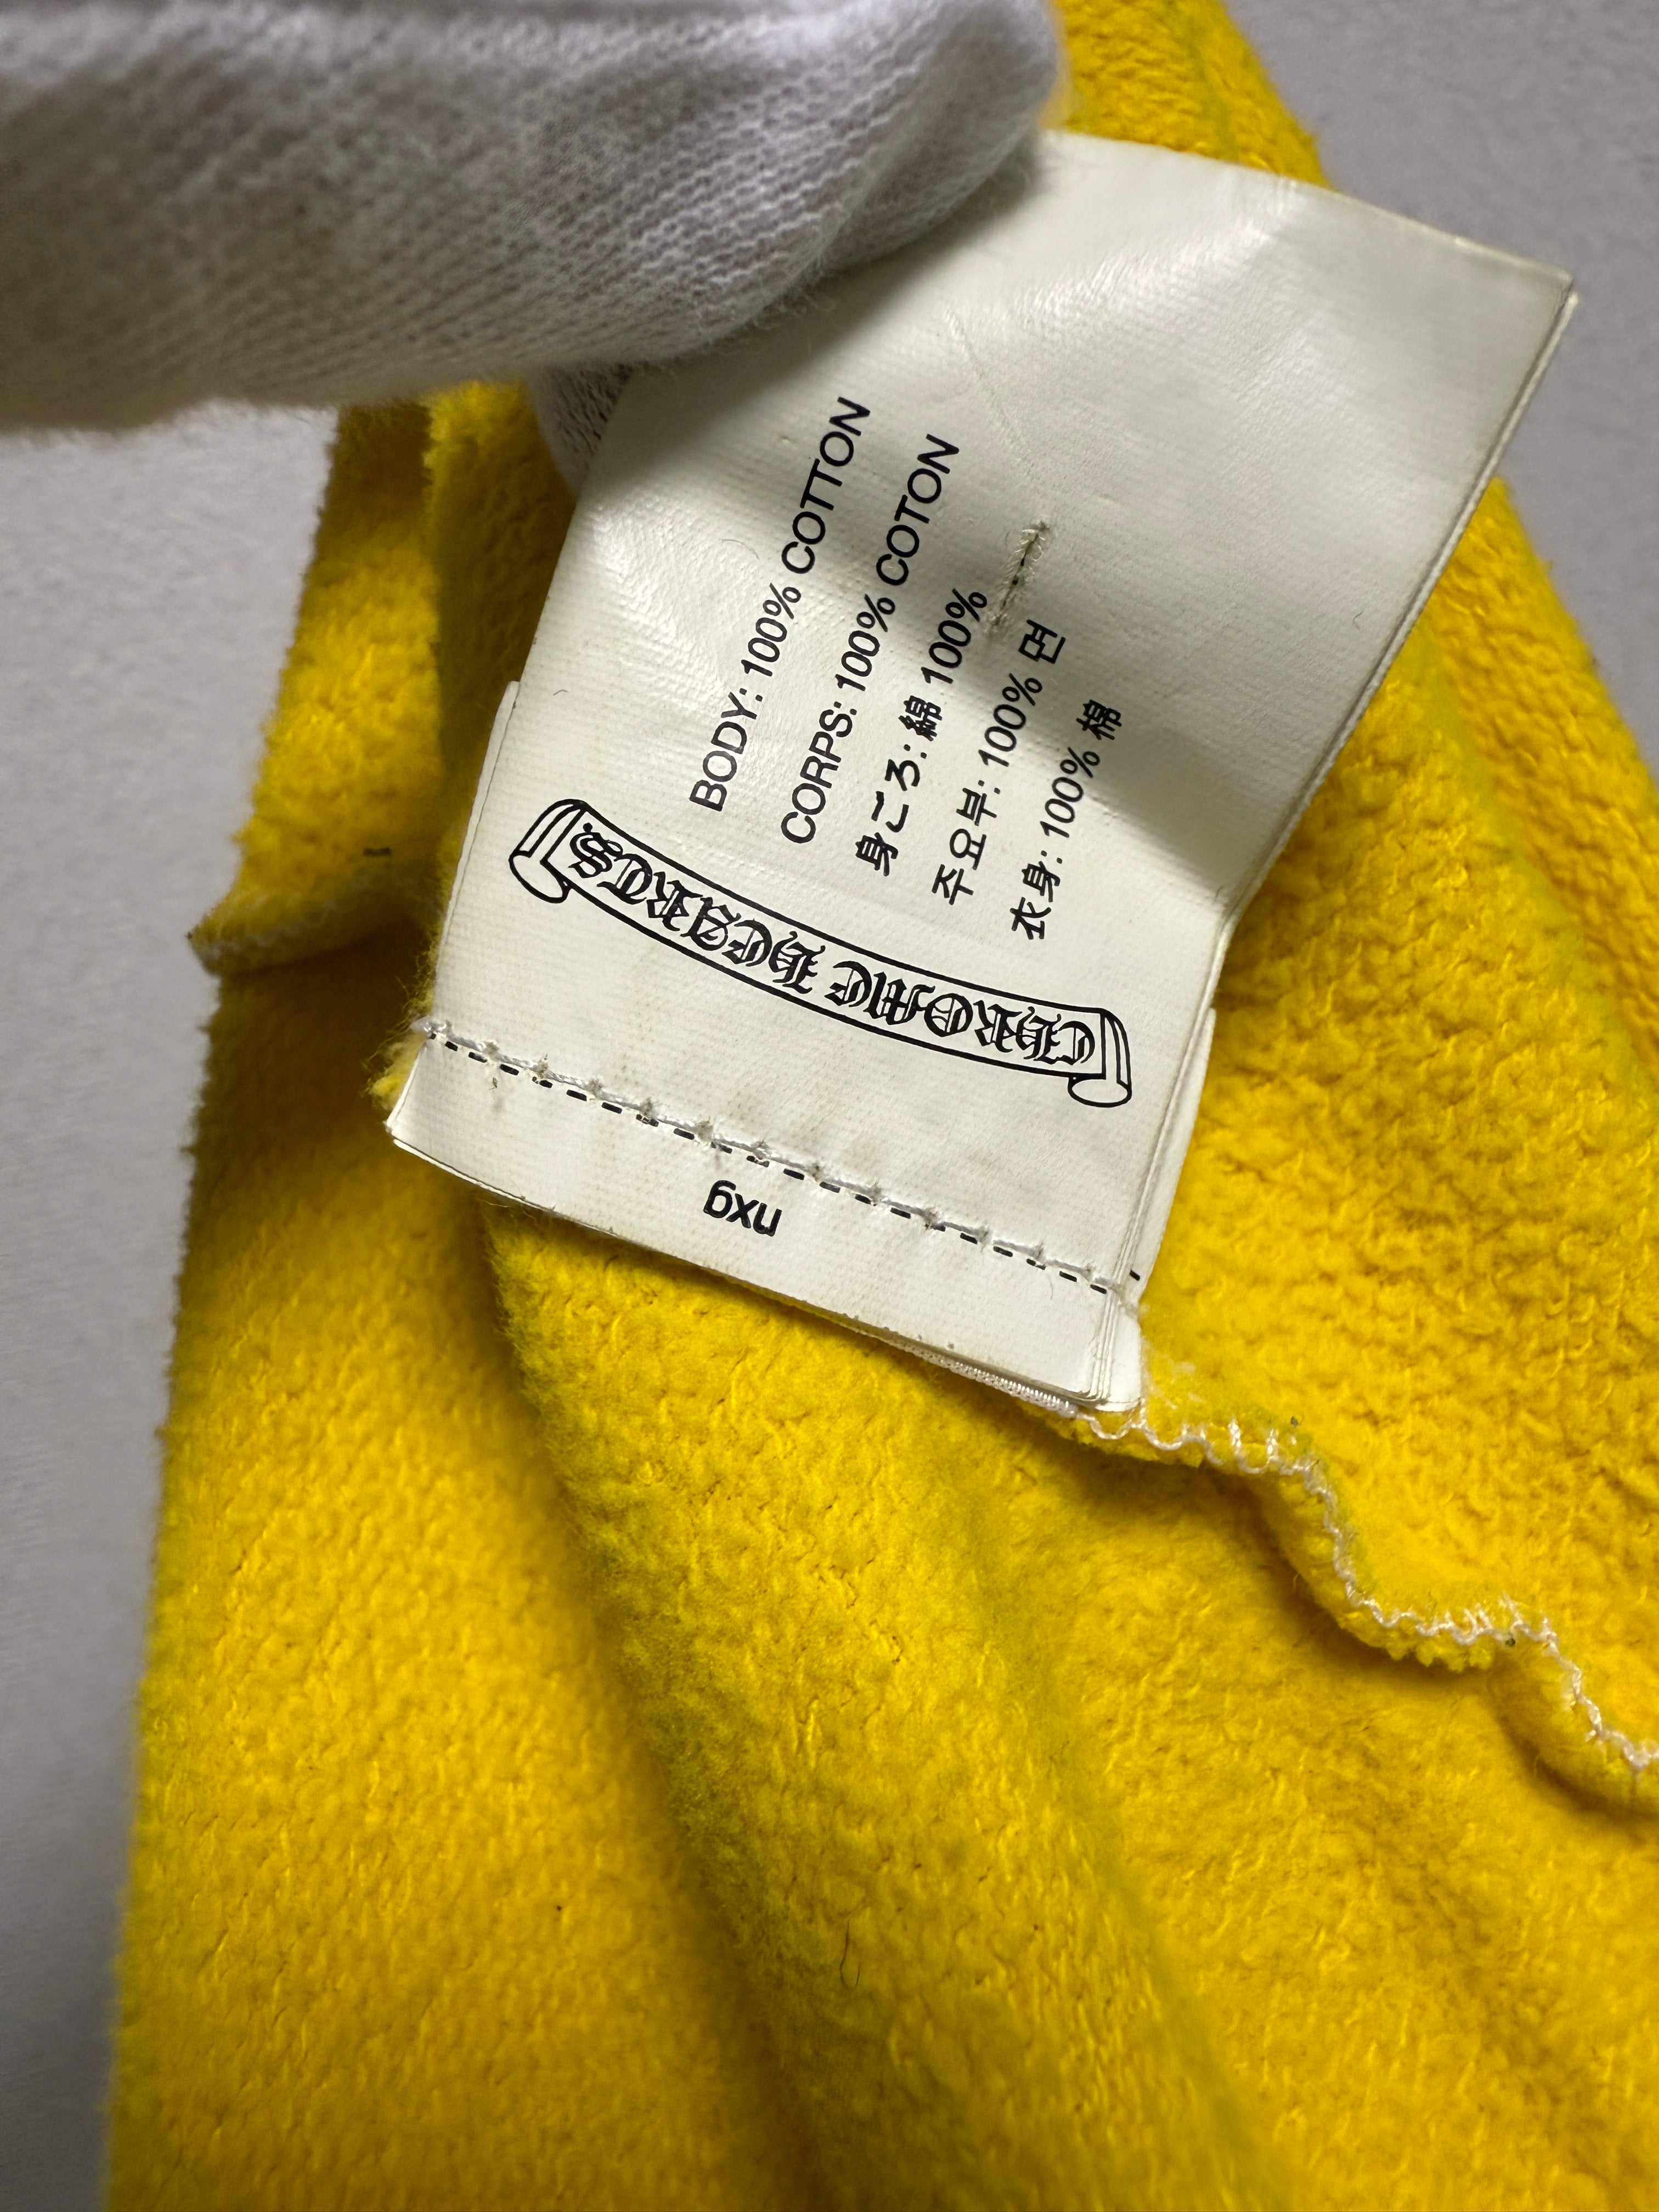 BODY: 100% COTTON
CORPS: 100% COTON
身ごろ: 綿 100%
주요부: 100% 면
衣身: 100% 棉
CHROME HEARTS
nxg